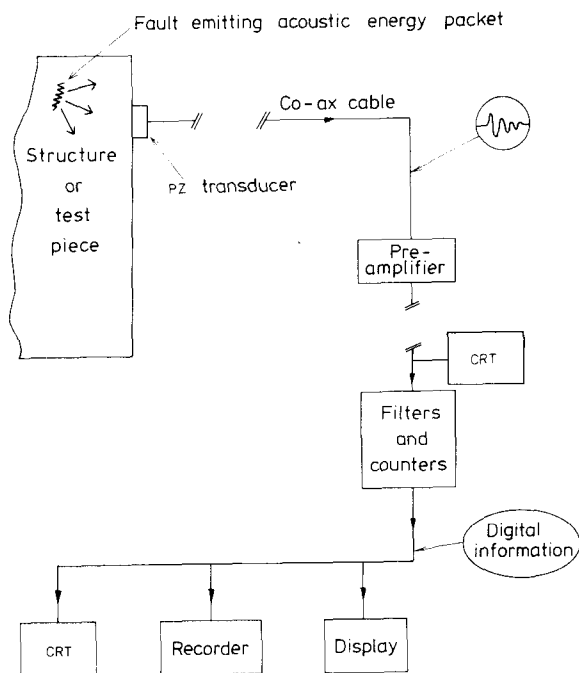 Fault emitting acoustic energy packet
Co-ax cable
Structure
or
test
piece
PZ transducer
Pre-
amplifier
CRT
Filters
and
counters
Digital
information
CRT
Recorder
Display